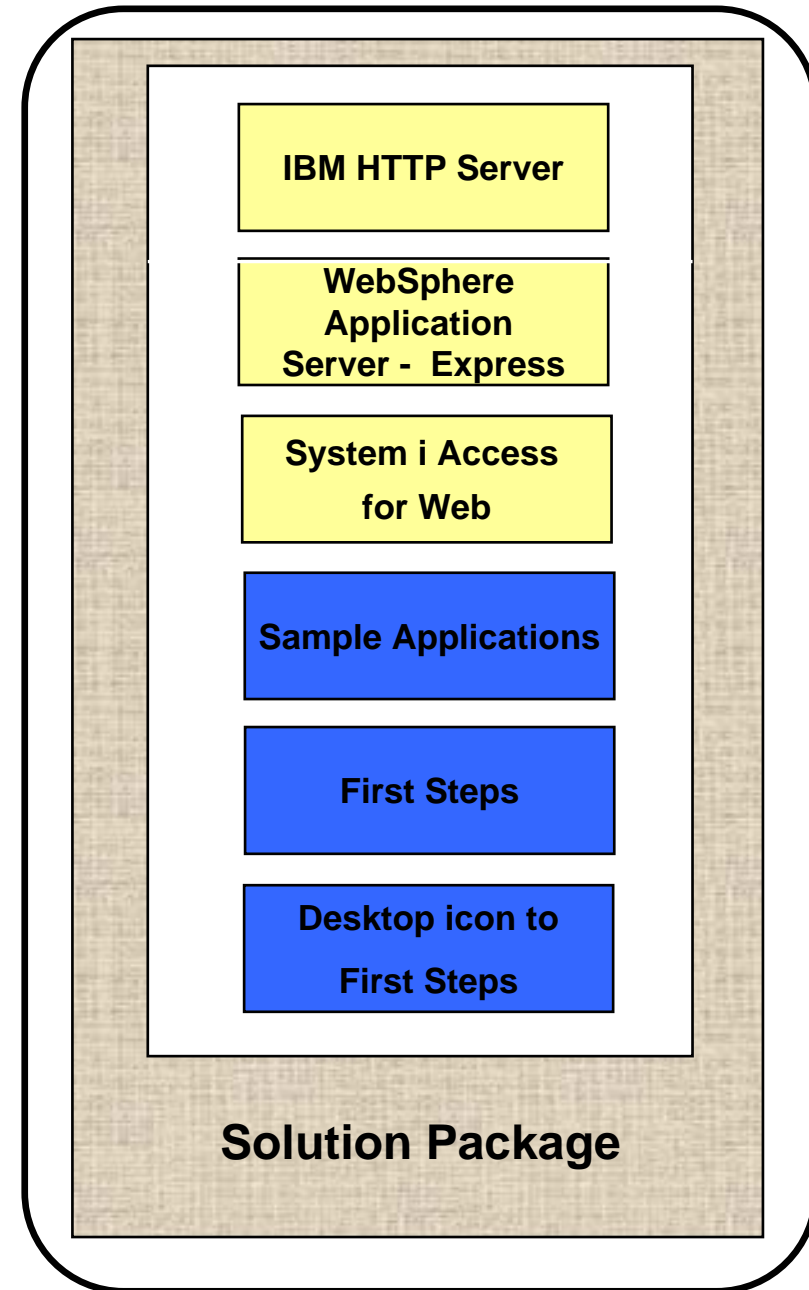 IBM HTTP Server
WebSphere
Application
Server - Express
System i Access
for Web
Sample Applications
First Steps
Desktop icon to
First Steps
Solution Package